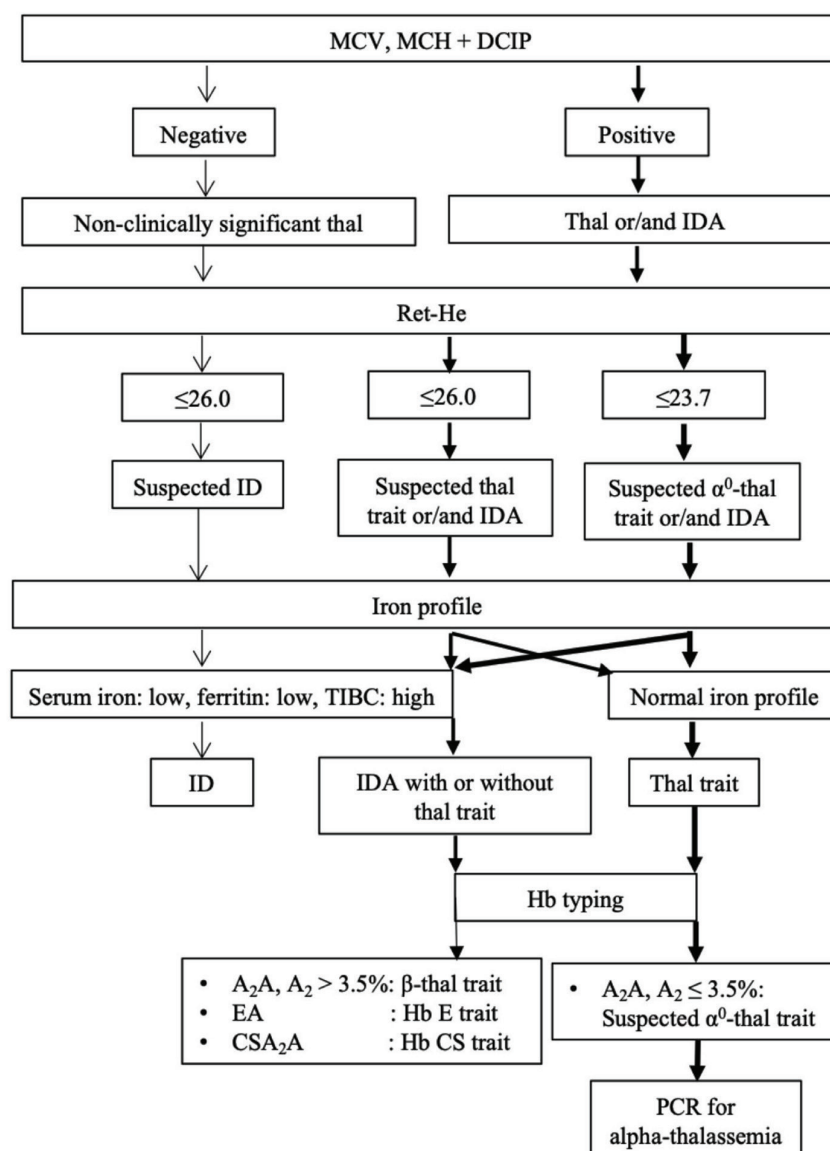 MCV, MCH + DCIP
Negative
Positive
Non-clinically significant thal
Thal or/and IDA
Ret-He
≤26.0
≤26.0
≤23.7
Suspected ID
Suspected thal
trait or/and IDA
Suspected α⁰-thal
trait or/and IDA
Iron profile
Serum iron: low, ferritin: low, TIBC: high
Normal iron profile
ID
IDA with or without
thal trait
Thal trait
Hb typing
• A₂A, A₂ > 3.5%: β-thal trait
• EA : Hb E trait
• CSA₂A : Hb CS trait
• A₂A, A₂ ≤ 3.5%:
Suspected α⁰-thal trait
PCR for
alpha-thalassemia